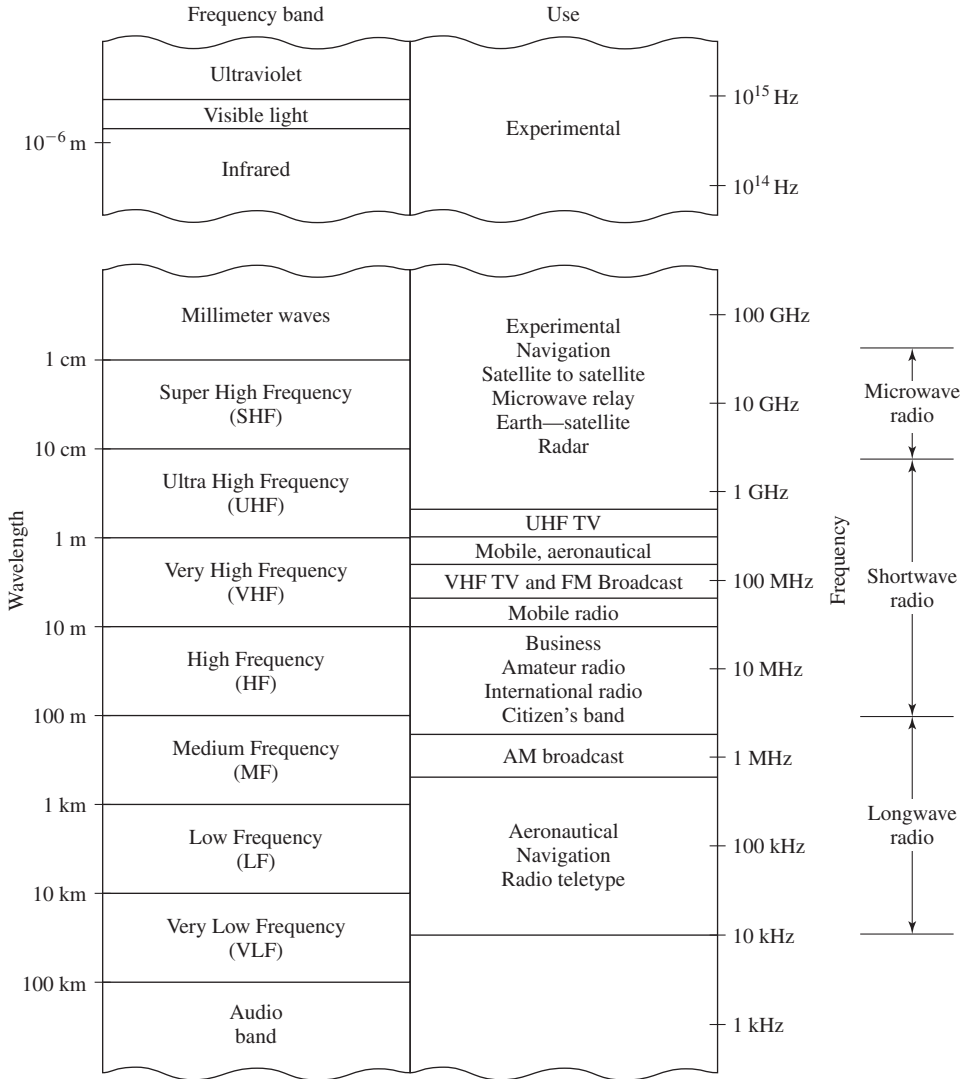 Frequency band
Use
Ultraviolet
Visible light
Infrared
Experimental
10⁻⁶ m
10¹⁵ Hz
10¹⁴ Hz
Wavelength
1 cm
10 cm
1 m
10 m
100 m
1 km
10 km
100 km
Millimeter waves
Super High Frequency
(SHF)
Ultra High Frequency
(UHF)
Very High Frequency
(VHF)
High Frequency
(HF)
Medium Frequency
(MF)
Low Frequency
(LF)
Very Low Frequency
(VLF)
Audio
band
Experimental
Navigation
Satellite to satellite
Microwave relay
Earth—satellite
Radar
UHF TV
Mobile, aeronautical
VHF TV and FM Broadcast
Mobile radio
Business
Amateur radio
International radio
Citizen’s band
AM broadcast
Aeronautical
Navigation
Radio teletype
100 GHz
10 GHz
1 GHz
100 MHz
10 MHz
1 MHz
100 kHz
10 kHz
1 kHz
Frequency
Microwave
radio
Shortwave
radio
Longwave
radio